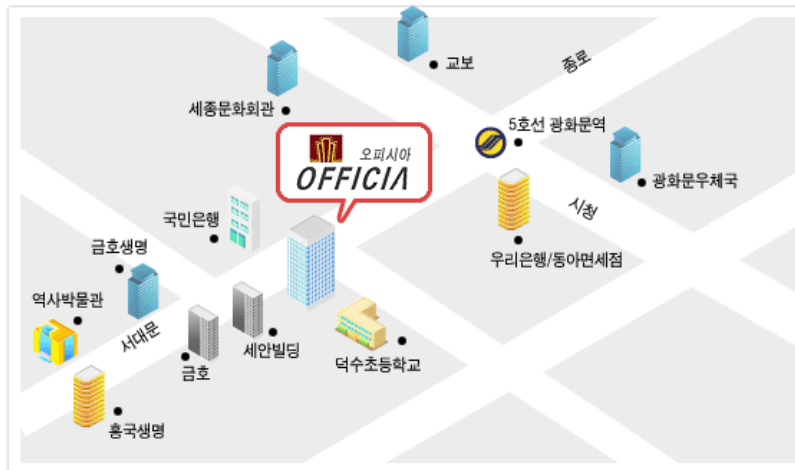 교보
종로
세종문화회관
5호선 광화문역
오피시아
OFFICIA
광화문우체국
시청
국민은행
우리은행/동아면세점
금호생명
역사박물관
서대문
세안빌딩
덕수초등학교
금호
흥국생명